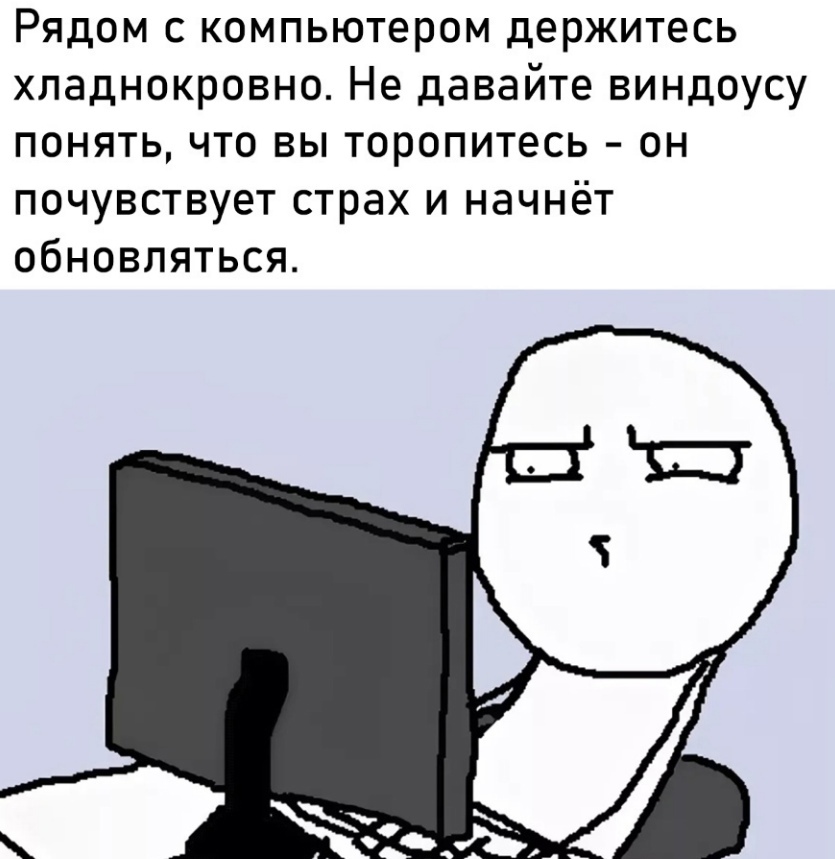 Рядом с компьютером держитесь
хладнокровно. Не давайте виндоусу
понять, что вы торопитесь - он
почувствует страх и начнёт
обновляться.